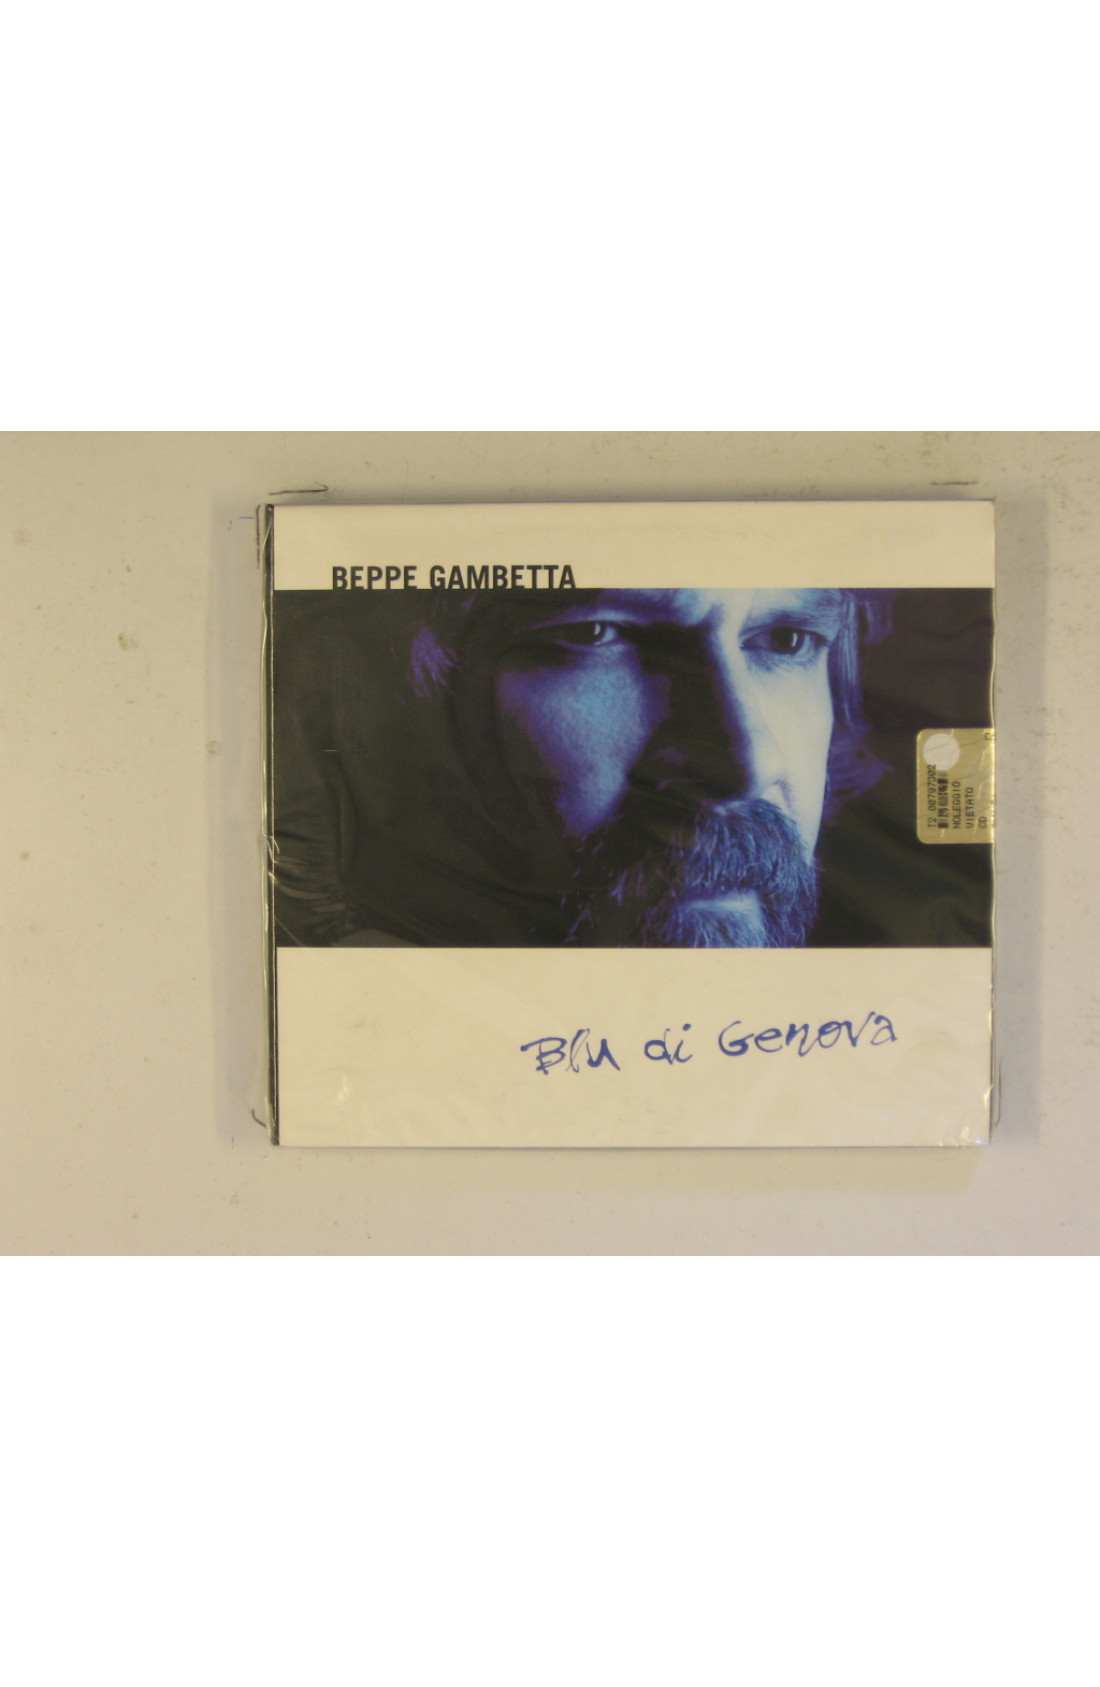 BEPPE GAMBETTA
Blu di Genova
NOLEGGIO
VIETATO
CD